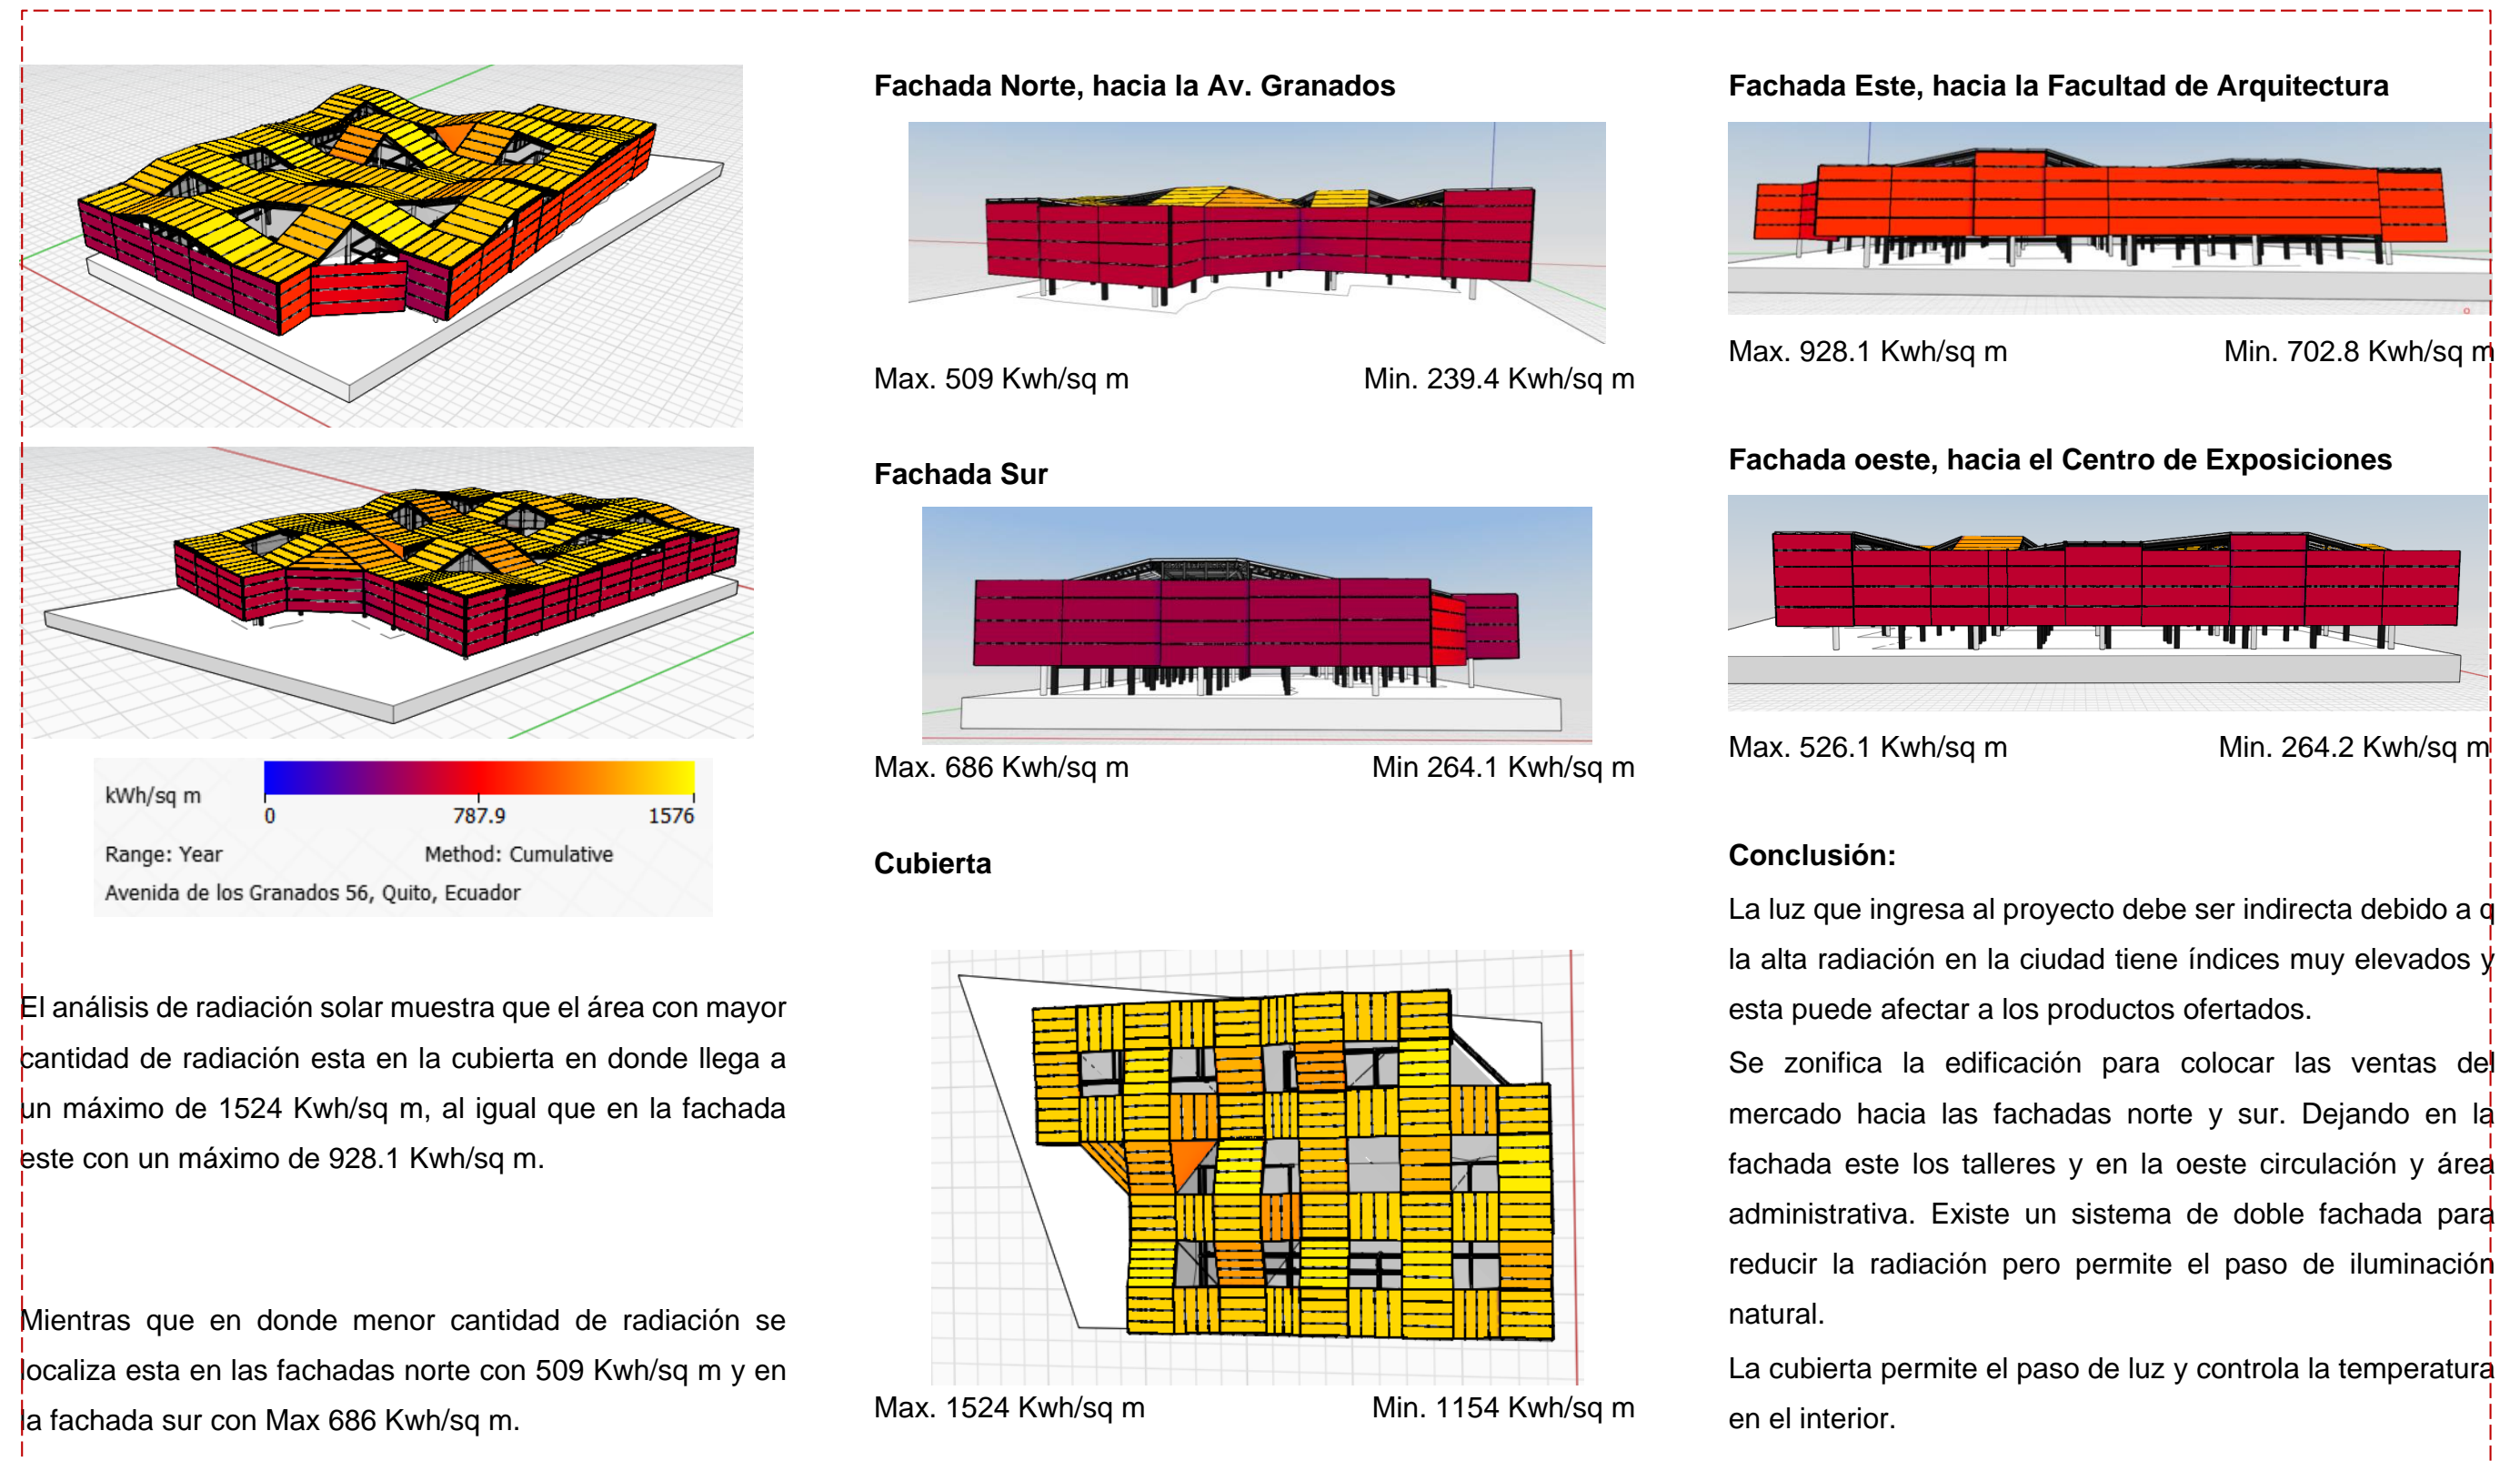 kWh/sq m
0 787.9 1576
Range: Year Method: Cumulative
Avenida de los Granados 56, Quito, Ecuador
El análisis de radiación solar muestra que el área con mayor
cantidad de radiación esta en la cubierta en donde llega a
un máximo de 1524 Kwh/sq m, al igual que en la fachada
este con un máximo de 928.1 Kwh/sq m.
Mientras que en donde menor cantidad de radiación se
localiza esta en las fachadas norte con 509 Kwh/sq m y en
la fachada sur con Max 686 Kwh/sq m.
Fachada Norte, hacia la Av. Granados
Max. 509 Kwh/sq m Min. 239.4 Kwh/sq m
Fachada Sur
Max. 686 Kwh/sq m Min 264.1 Kwh/sq m
Cubierta
Max. 1524 Kwh/sq m Min. 1154 Kwh/sq m
Fachada Este, hacia la Facultad de Arquitectura
Max. 928.1 Kwh/sq m Min. 702.8 Kwh/sq m
Fachada oeste, hacia el Centro de Exposiciones
Max. 526.1 Kwh/sq m Min. 264.2 Kwh/sq m
Conclusión:
La luz que ingresa al proyecto debe ser indirecta debido a q
la alta radiación en la ciudad tiene índices muy elevados y
esta puede afectar a los productos ofertados.
Se zonifica la edificación para colocar las ventas del
mercado hacia las fachadas norte y sur. Dejando en la
fachada este los talleres y en la oeste circulación y área
administrativa. Existe un sistema de doble fachada para
reducir la radiación pero permite el paso de iluminación
natural.
La cubierta permite el paso de luz y controla la temperatura
en el interior.